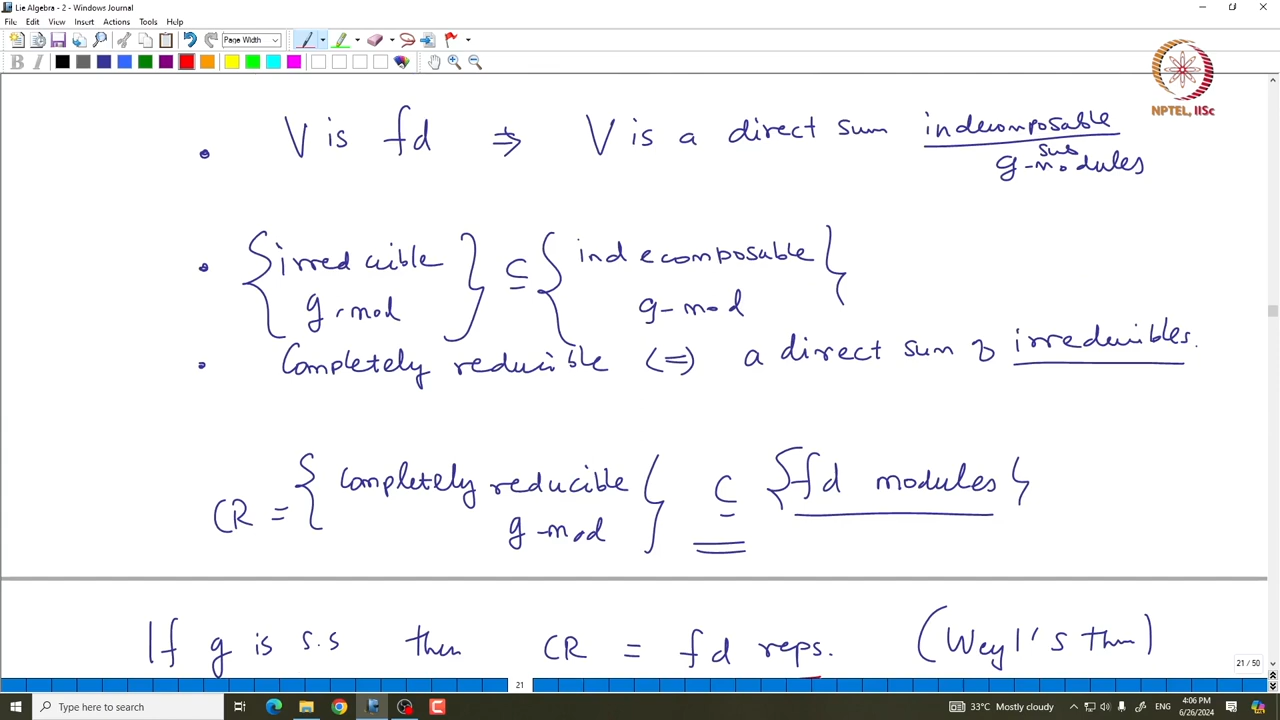 Lie Algebra - 2 - Windows Journal
File Edit View Insert Actions Tools Help
Page Width
B I
NPTEL, IISc
• V is fd ⇒ V is a direct sum indecomposable
sub
g-modules
• {irreducible g-mod} ⊆ {indecomposable g-mod}
• Completely reducible (=) a direct sum of irreducibles.
CR = {completely reducible g-mod} ⊆ {fd modules}
If g is s.s then CR = fd reps. (Weyl's thm)
21 / 50
21
Type here to search
33°C Mostly cloudy
4:06 PM
6/26/2024